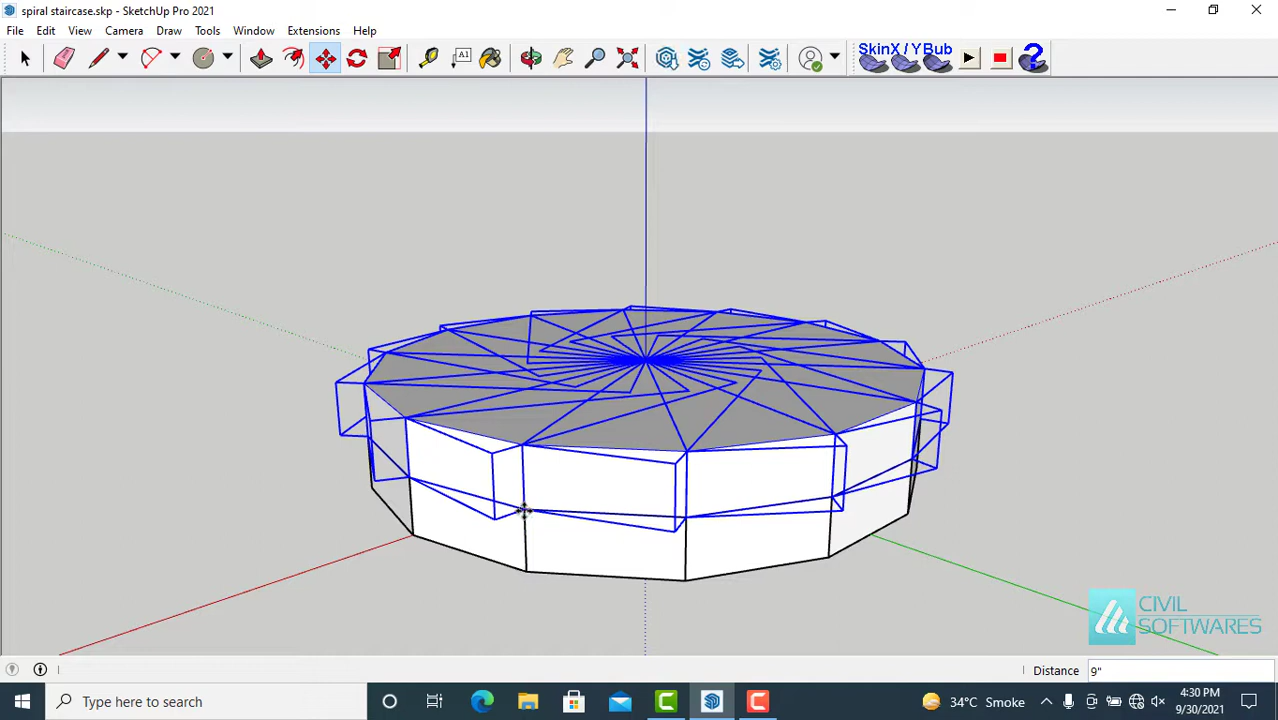 spiral staircase.skp - SketchUp Pro 2021
File Edit View Camera Draw Tools Window Extensions Help
A1
SkinX / YBub
?
CIVIL
SOFTWARES
Distance 9"
Type here to search
34°C Smoke
4:30 PM
9/30/2021